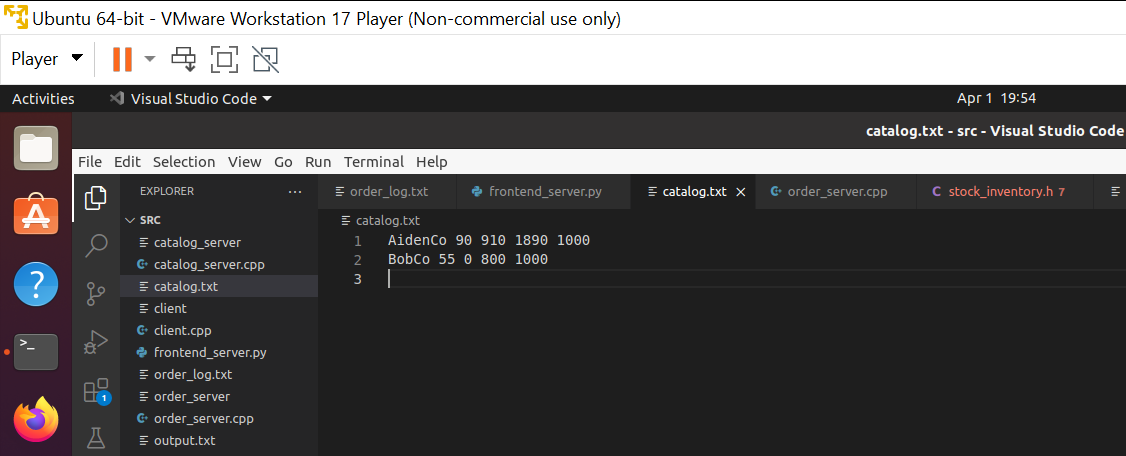 Ubuntu 64-bit - VMware Workstation 17 Player (Non-commercial use only)
Player
Activities
Visual Studio Code
Apr 1 19:54
catalog.txt - src - Visual Studio Code
File Edit Selection View Go Run Terminal Help
EXPLORER
order_log.txt
frontend_server.py
catalog.txt
order_server.cpp
C stock_inventory.h 7
SRC
catalog.txt
catalog_server
1 AidenCo 90 910 1890 1000
catalog_server.cpp
2 BobCo 55 0 800 1000
catalog.txt
3
client
client.cpp
frontend_server.py
order_log.txt
order_server
1
order_server.cpp
output.txt